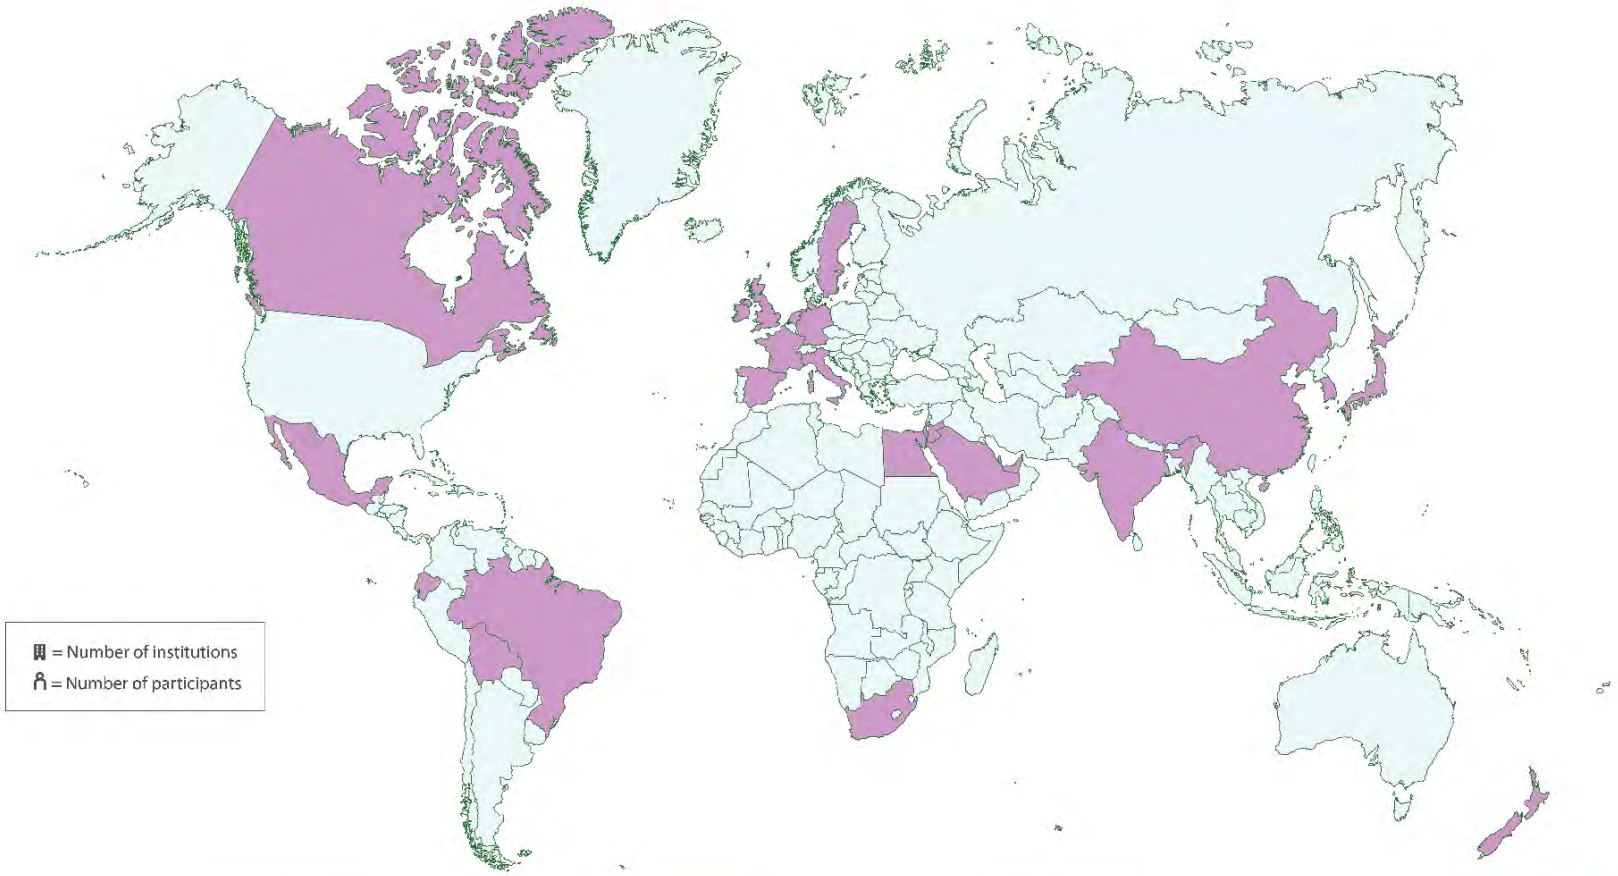 = Number of institutions
= Number of participants